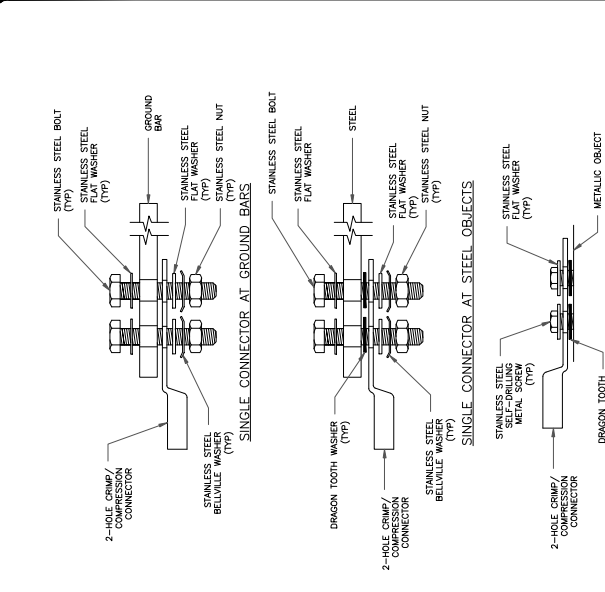 STAINLESS STEEL BOLT
(TYP)
STAINLESS STEEL
FLAT WASHER
(TYP)
GROUND
BAR
STAINLESS STEEL
FLAT WASHER
(TYP)
STAINLESS STEEL NUT
(TYP)
2-HOLE CRIMP/
COMPRESSION
CONNECTOR
STAINLESS STEEL
BELLVILLE WASHER
(TYP)
SINGLE CONNECTOR AT GROUND BARS
STAINLESS STEEL BOLT
STAINLESS STEEL
FLAT WASHER
STEEL
STAINLESS STEEL
FLAT WASHER
(TYP)
STAINLESS STEEL NUT
(TYP)
DRAGON TOOTH WASHER
(TYP)
2-HOLE CRIMP/
COMPRESSION
CONNECTOR
STAINLESS STEEL
BELLVILLE WASHER
(TYP)
SINGLE CONNECTOR AT STEEL OBJECTS
STAINLESS STEEL
FLAT WASHER
(TYP)
METALLIC OBJECT
STAINLESS STEEL
SELF-DRILLING
METAL SCREW
(TYP)
2-HOLE CRIMP/
COMPRESSION
CONNECTOR
DRAGON TOOTH